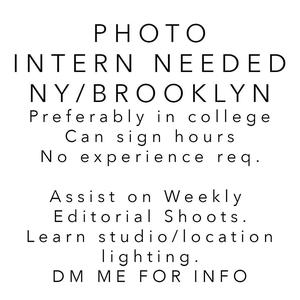 PHOTO
INTERN NEEDED
NY/BROOKLYN
Preferably in college
Can sign hours
No experience req.
Assist on Weekly
Editorial Shoots.
Learn studio/location
lighting.
DM ME FOR INFO